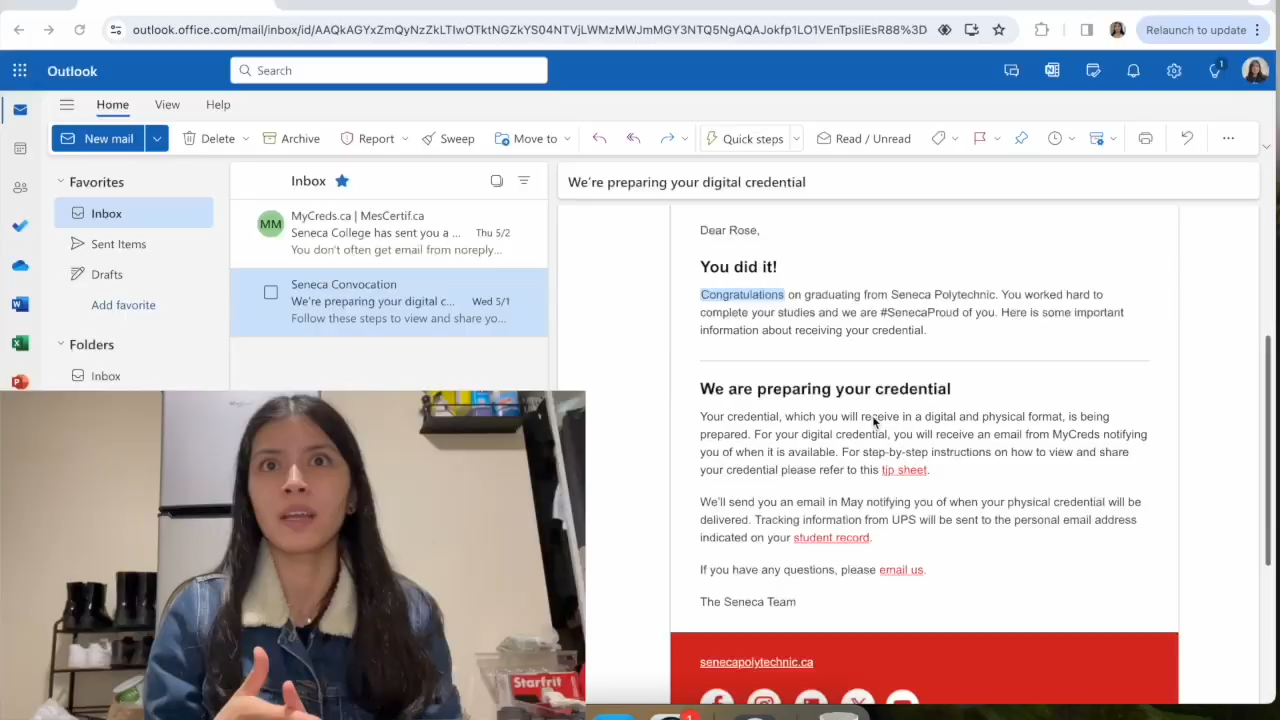 outlook.office.com/mail/inbox/id/AAQkAGYxZmQyNzZkLTIwOTktNGZkYS04NTVjLWMzMWJmMGY3NTQ5NgAQAJokfp1LO1VEnTpsIiEsR88%3D
Relaunch to update
Outlook
Search
1
Home View Help
New mail
Delete
Archive
Report
Sweep
Move to
Quick steps
Read / Unread
Favorites
Inbox
Sent Items
Drafts
Add favorite
Folders
Inbox
Inbox
MM
MyCreds.ca | MesCertif.ca
Seneca College has sent you a ... Thu 5/2
You don't often get email from noreply...
Seneca Convocation
We're preparing your digital c... Wed 5/1
Follow these steps to view and share yo...
We're preparing your digital credential
Dear Rose,
You did it!
Congratulations on graduating from Seneca Polytechnic. You worked hard to
complete your studies and we are #SenecaProud of you. Here is some important
information about receiving your credential.
We are preparing your credential
Your credential, which you will receive in a digital and physical format, is being
prepared. For your digital credential, you will receive an email from MyCreds notifying
you of when it is available. For step-by-step instructions on how to view and share
your credential please refer to this tip sheet.
We'll send you an email in May notifying you of when your physical credential will be
delivered. Tracking information from UPS will be sent to the personal email address
indicated on your student record.
If you have any questions, please email us.
The Seneca Team
senecapolytechnic.ca
Starfrit
1